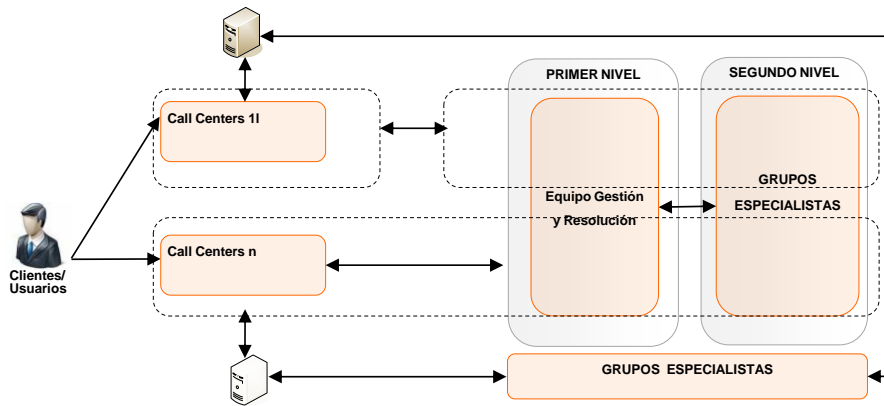 PRIMER NIVEL
SEGUNDO NIVEL
Call Centers 1l
Equipo Gestión
y Resolución
GRUPOS
ESPECIALISTAS
Call Centers n
Clientes/
Usuarios
GRUPOS ESPECIALISTAS